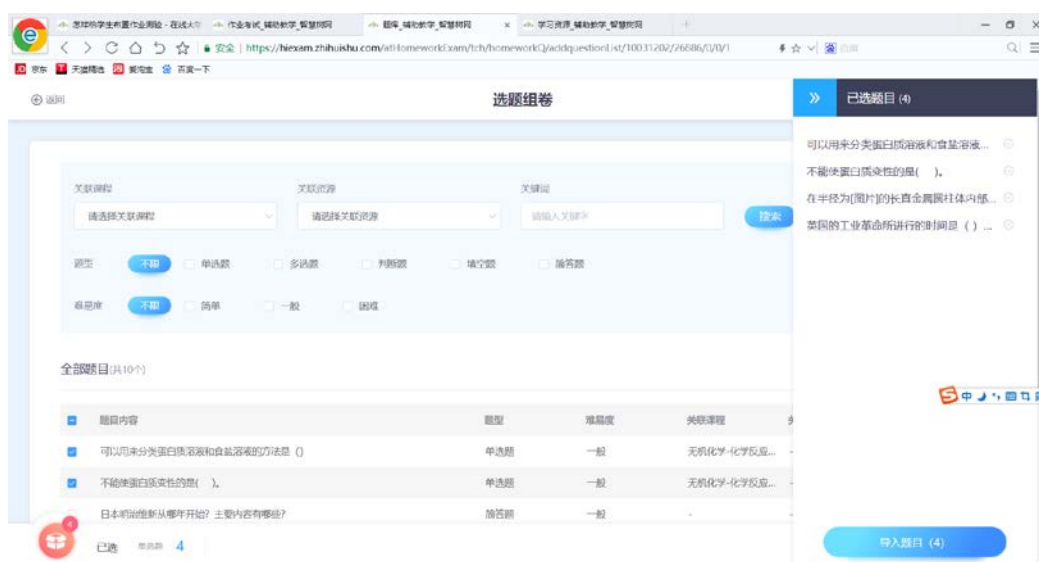 怎样给学生布置作业测验 - 在线大
作业考试_辅助教学_智慧树网
题库_辅助教学_智慧树网
学习资源_辅助教学_智慧树网
安全 | https://hiexam.zhihuishu.com/atHomeworkExam/tch/homeworkQ/addquestionList/10031202/26686/0/0/1
百度
京东 天猫精选 爱淘宝 百度一下
返回
选题组卷
已选题目 (4)
可以用来分类蛋白质溶液和食盐溶液...
不能使蛋白质变性的是( )。
在半径为[图片]的长直金属圆柱体内部...
英国的工业革命所进行的时间是 ( ) ...
关联课程 关联资源 关键词
请选择关联课程 请选择关联资源 请输入关键字 搜索
题型 不限 单选题 多选题 判断题 填空题 简答题
难易度 不限 简单 一般 困难
全部题目(共10个)
题目内容 题型 难易度 关联课程
可以用来分类蛋白质溶液和食盐溶液的方法是 () 单选题 一般 无机化学-化学反应... -
不能使蛋白质变性的是( )。 单选题 一般 无机化学-化学反应... -
日本明治维新从哪年开始? 主要内容有哪些? 简答题 一般 - -
中
4
已选 单选题 4
导入题目 (4)